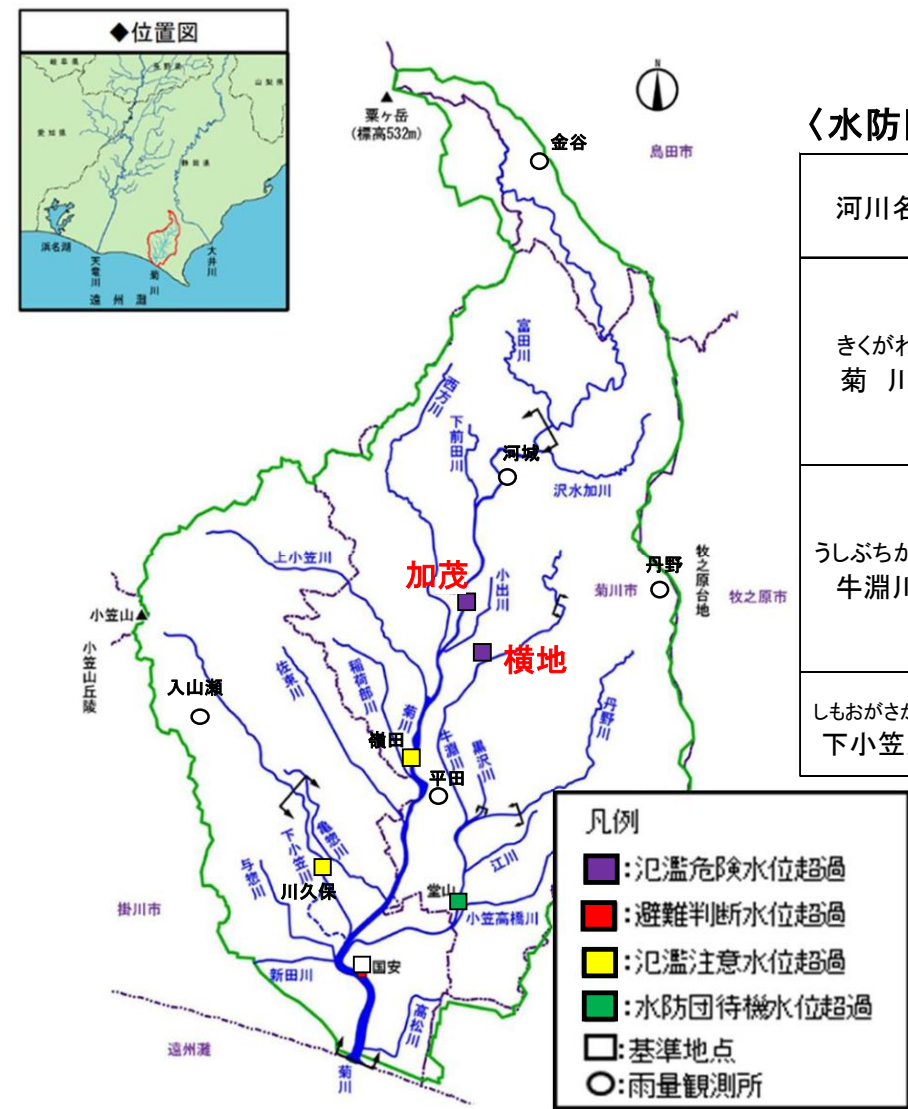 ◆位置図
岐阜県
長野県
山梨県
愛知県
静岡県
浜名湖
天竜川
菊川
大井川
遠州灘
粟ヶ岳
(標高532m)
N
金谷
島田市
富田川
西方川
下前田川
河城
沢水加川
上小笠川
加茂
小出川
丹野
牧之原台地
菊川市
牧之原市
小笠山
小笠山丘陵
横地
入山瀬
佐束川
稲荷部川
菊川
嶺田
牛淵川
黒沢川
丹野川
平田
与惣川
下小笠川
亀惣川
川久保
江川
堂山
小笠高橋川
掛川市
国安
新田川
高松川
遠州灘
菊川
〈水防
河川名
きくがわ
菊 川
うしぶちが
牛淵川
しもおがさが
下小笠
凡例
:氾濫危険水位超過
:避難判断水位超過
:氾濫注意水位超過
:水防団待機水位超過
:基準地点
:雨量観測所